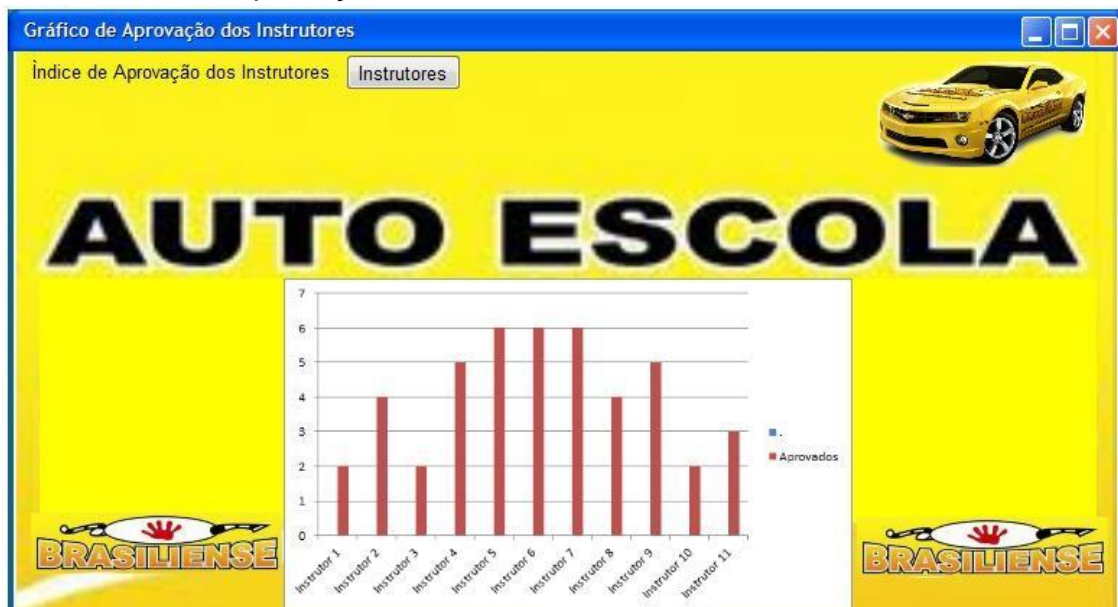 Gráfico de Aprovação dos Instrutores
Ìndice de Aprovação dos Instrutores Instrutores
AUTO ESCOLA
7
6
5
4
3
2
1
0
Instrutor 1
Instrutor 2
Instrutor 3
Instrutor 4
Instrutor 5
Instrutor 6
Instrutor 7
Instrutor 8
Instrutor 9
Instrutor 10
Instrutor 11
.
Aprovados
BRASILIENSE
BRASILIENSE